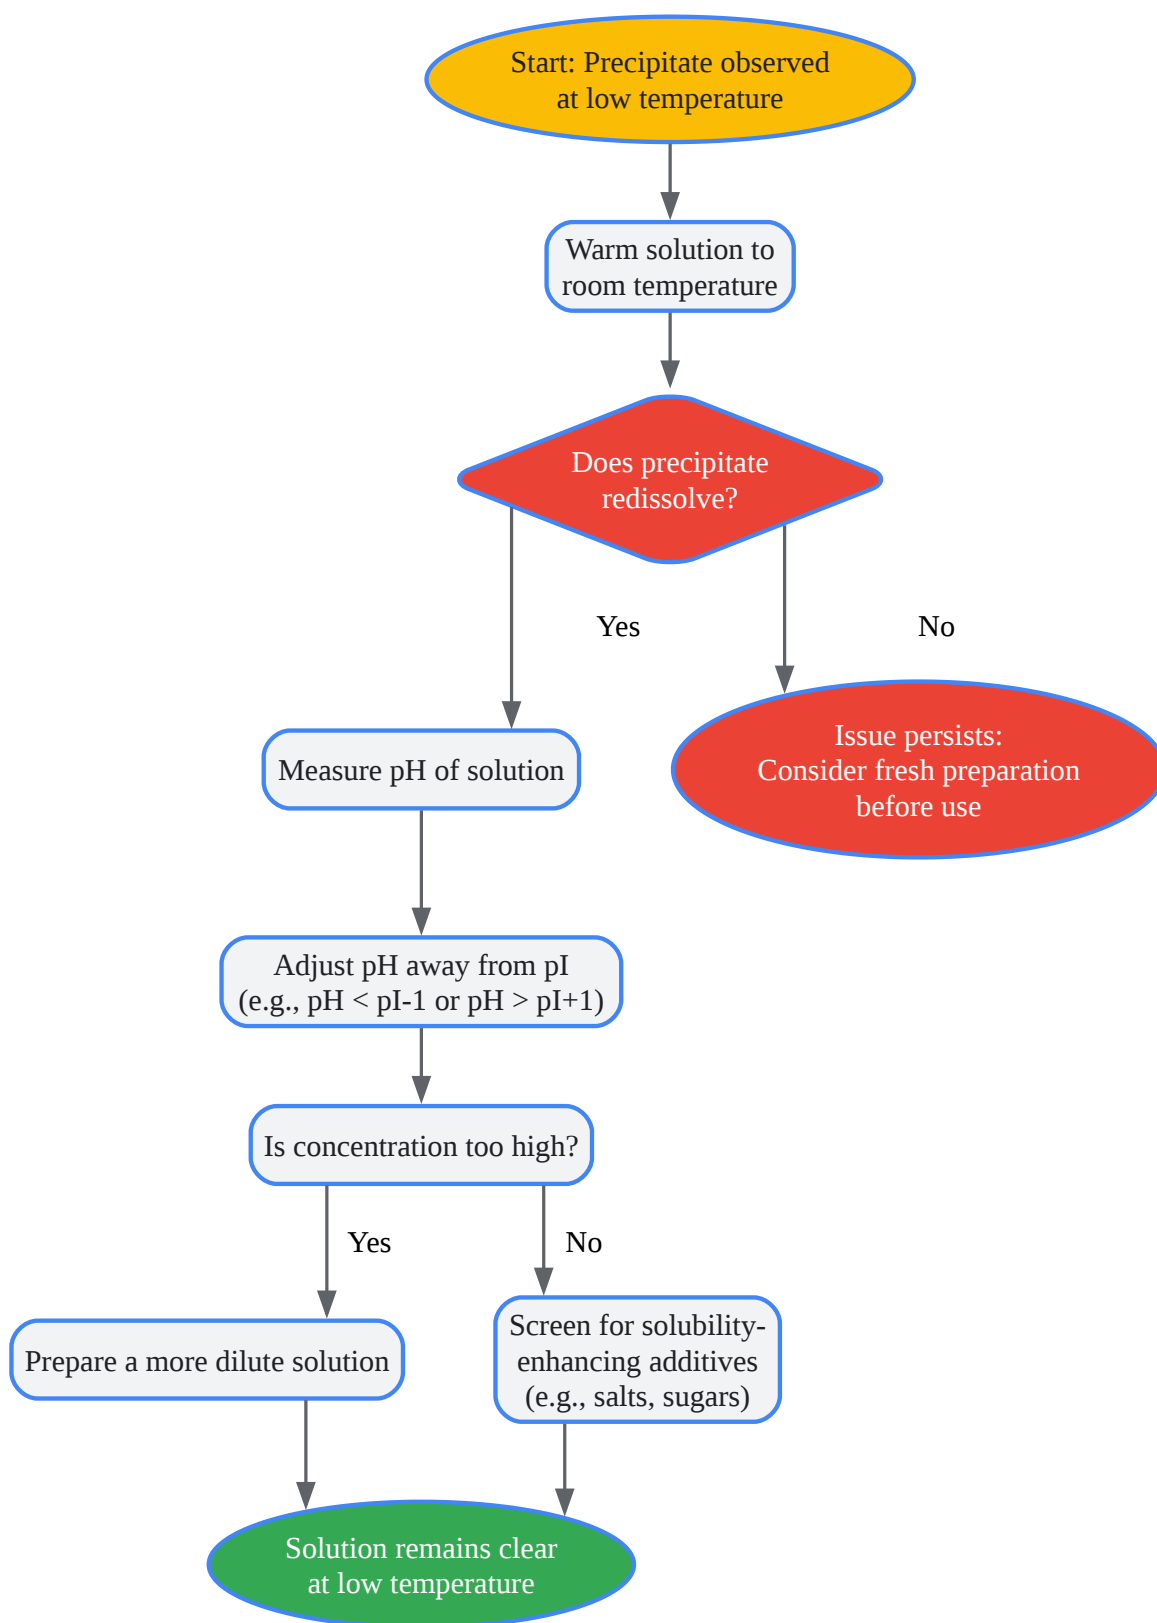 Start: Precipitate observed
at low temperature
Warm solution to
room temperature
Does precipitate
redissolve?
Yes
No
Measure pH of solution
Issue persists:
Consider fresh preparation
before use
Adjust pH away from pI
(e.g., pH < pI-1 or pH > pI+1)
Is concentration too high?
Yes
No
Prepare a more dilute solution
Screen for solubility-
enhancing additives
(e.g., salts, sugars)
Solution remains clear
at low temperature